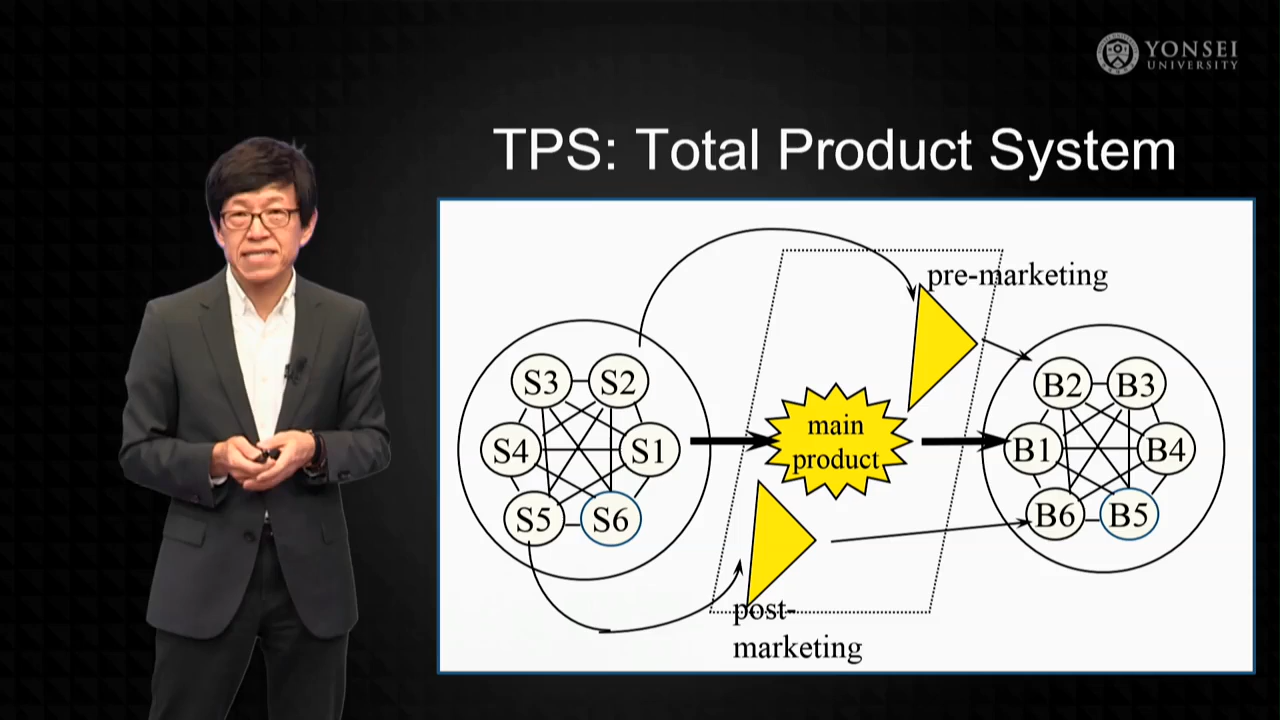 YONSEI
UNIVERSITY
TPS: Total Product System
pre-marketing
S3
S2
S4
S1
S5
S6
main
product
B2
B3
B1
B4
B6
B5
post-
marketing